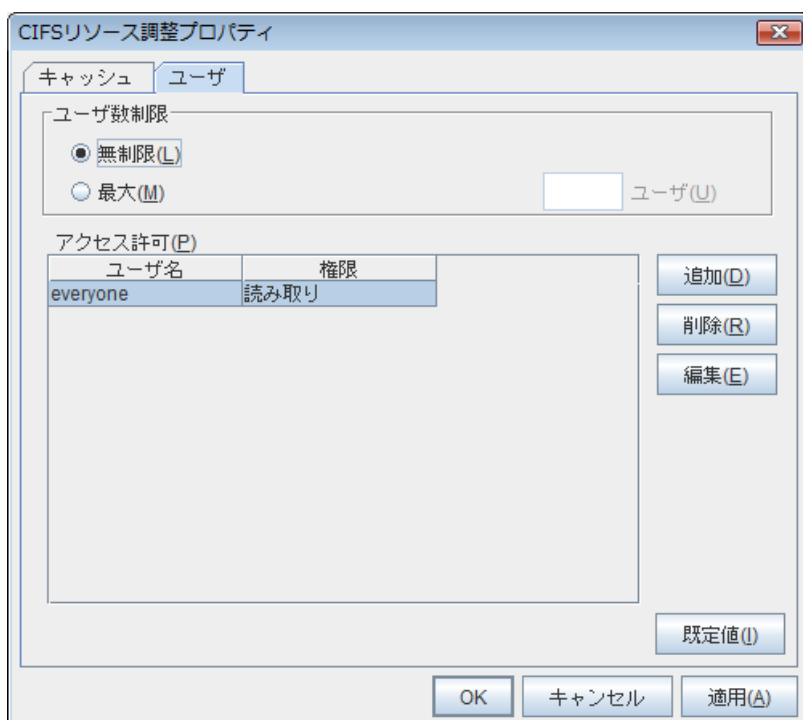 CIFSリソース調整プロパティ
キャッシュ ユーザ
ユーザ数制限
無制限(L)
最大(M) ユーザ(U)
アクセス許可(P)
ユーザ名 権限
everyone 読み取り
追加(D)
削除(R)
編集(E)
既定値(I)
OK キャンセル 適用(A)